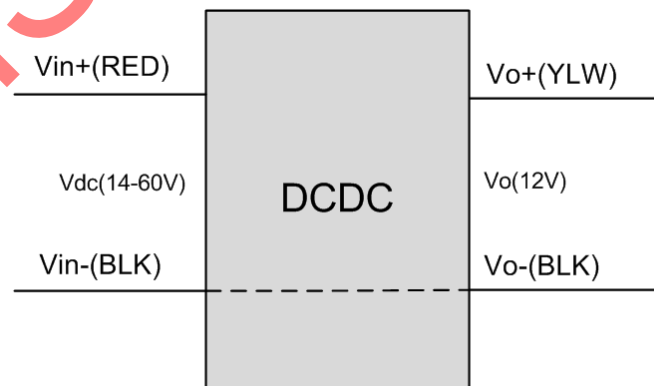 Vin+(RED)
Vo+(YLW)
Vdc(14-60V)
DCDC
Vo(12V)
Vin-(BLK)
Vo-(BLK)